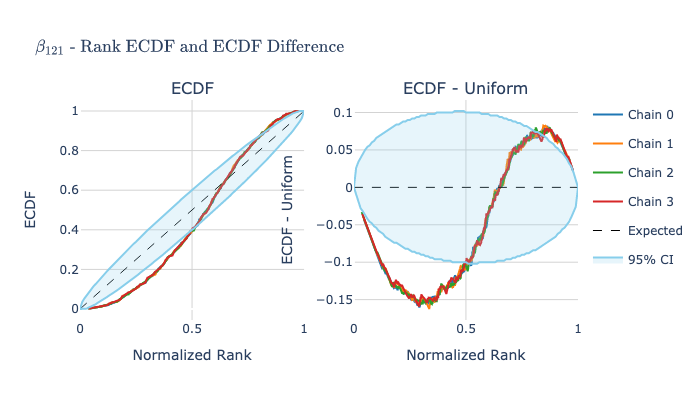 β₁₂₁ - Rank ECDF and ECDF Difference
ECDF
ECDF - Uniform
ECDF
1
0.8
0.6
0.4
0.2
0
0
0.5
1
Normalized Rank
ECDF - Uniform
0.1
0.05
0
−0.05
−0.1
−0.15
0
0.5
1
Normalized Rank
Chain 0
Chain 1
Chain 2
Chain 3
Expected
95% CI